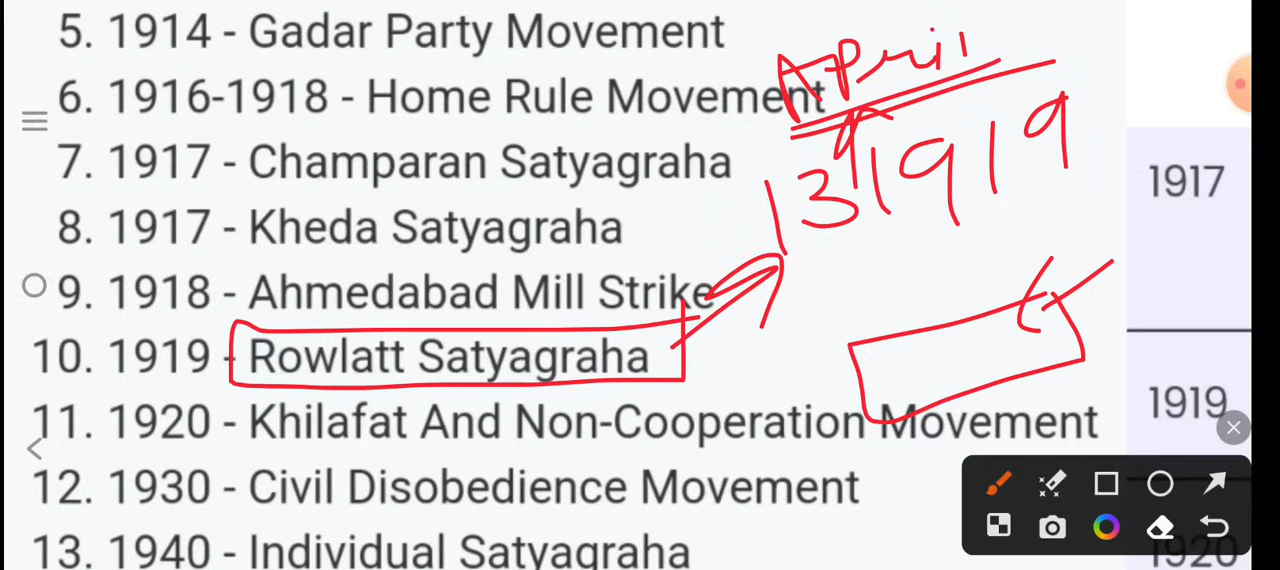 5. 1914 - Gadar Party Movement
April
6. 1916-1918 - Home Rule Movement
13 1919
7. 1917 - Champaran Satyagraha
1917
8. 1917 - Kheda Satyagraha
9. 1918 - Ahmedabad Mill Strike
10. 1919 - Rowlatt Satyagraha
11. 1920 - Khilafat And Non-Cooperation Movement
1919
12. 1930 - Civil Disobedience Movement
13. 1940 - Individual Satyagraha
1920